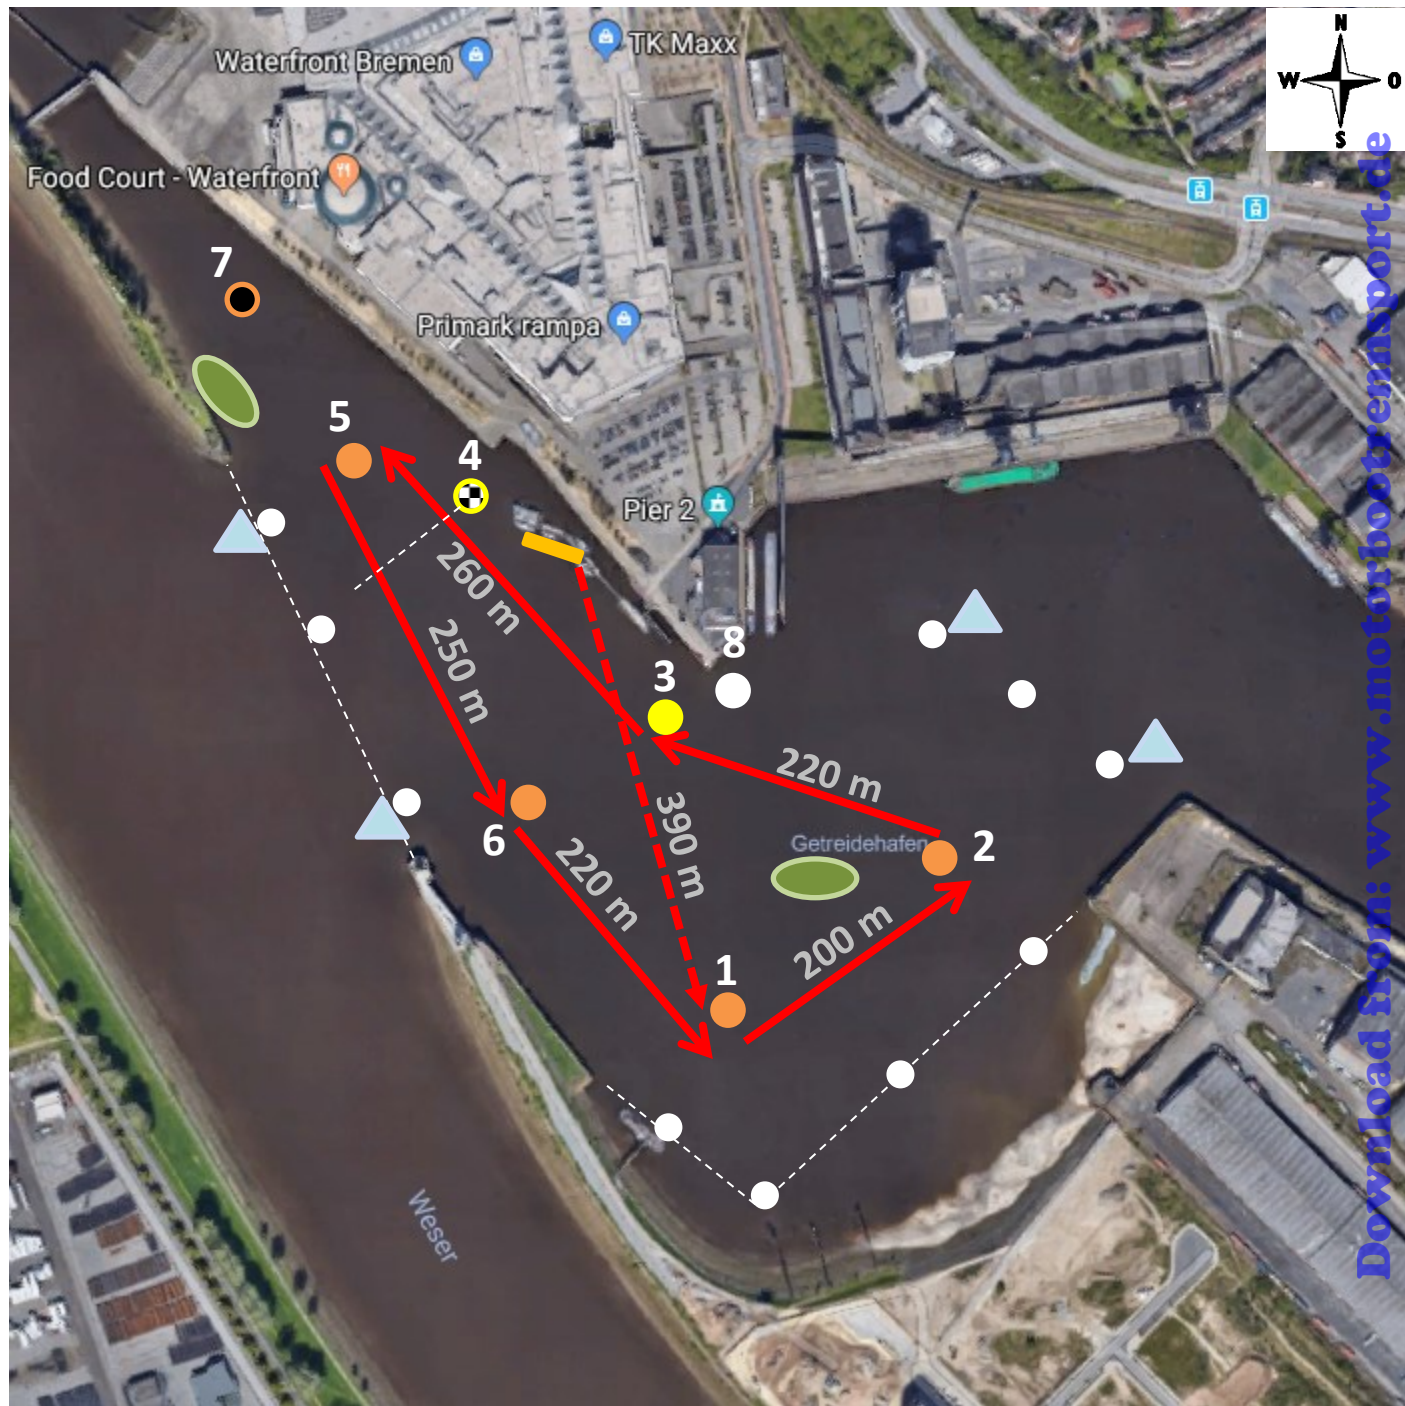 N
W O
S
Waterfront Bremen
TK Maxx
Food Court - Waterfront
7
Primark rampa
5
4
Pier 2
260 m
250 m
8
3
220 m
390 m
Getreidehafen
6
2
220 m
200 m
1
Weser
Download from: www.motorbootrennsport.de